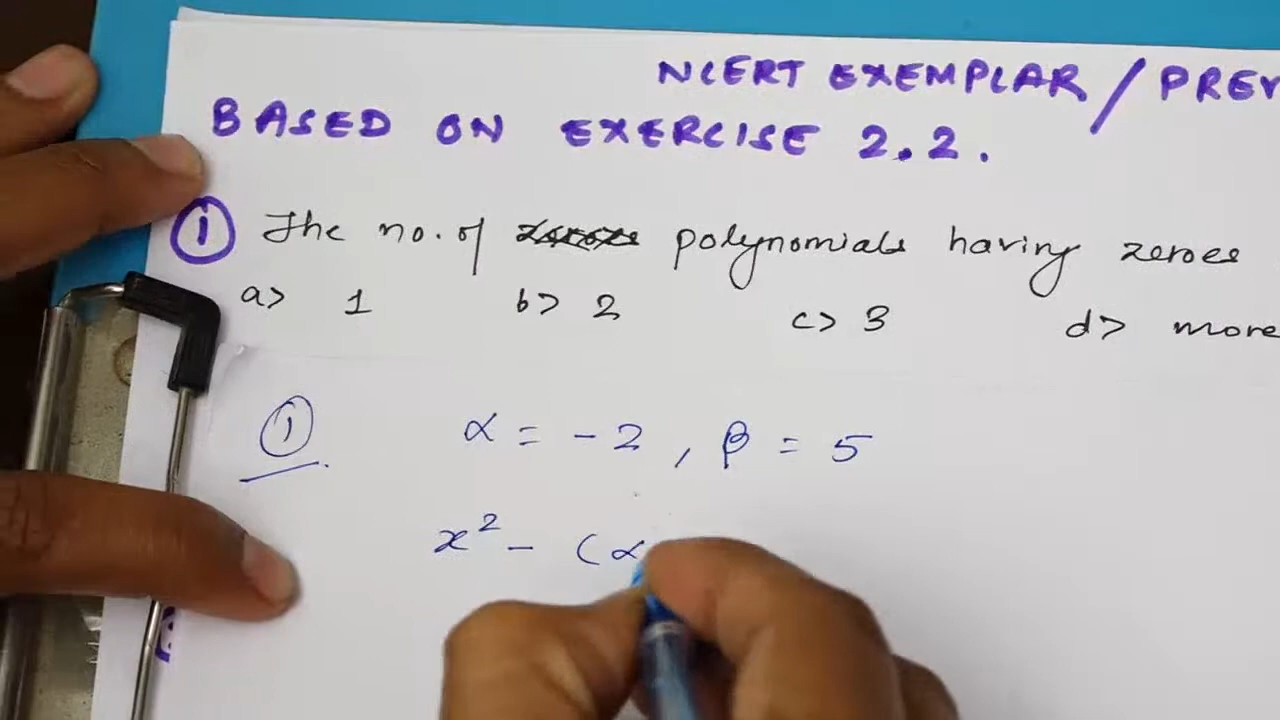 NCERT EXEMPLAR / PREV
BASED ON EXERCISE 2.2.
1 The no. of polynomials having zeroes
a> 1 b> 2 c> 3 d> more
1 α = -2 , β = 5
x² - (α